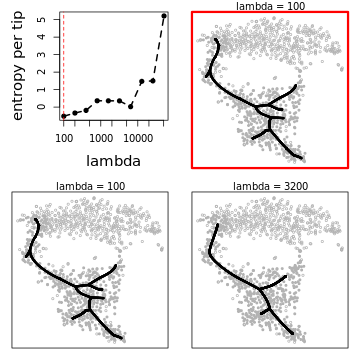 entropy per tip
5
4
3
2
1
0
100
1000
10000
lambda
lambda = 100
lambda = 100
lambda = 3200